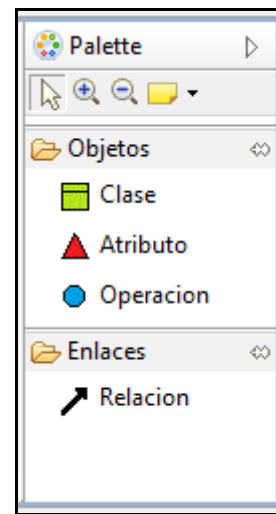 Palette
Objetos
Clase
Atributo
Operacion
Enlaces
Relacion